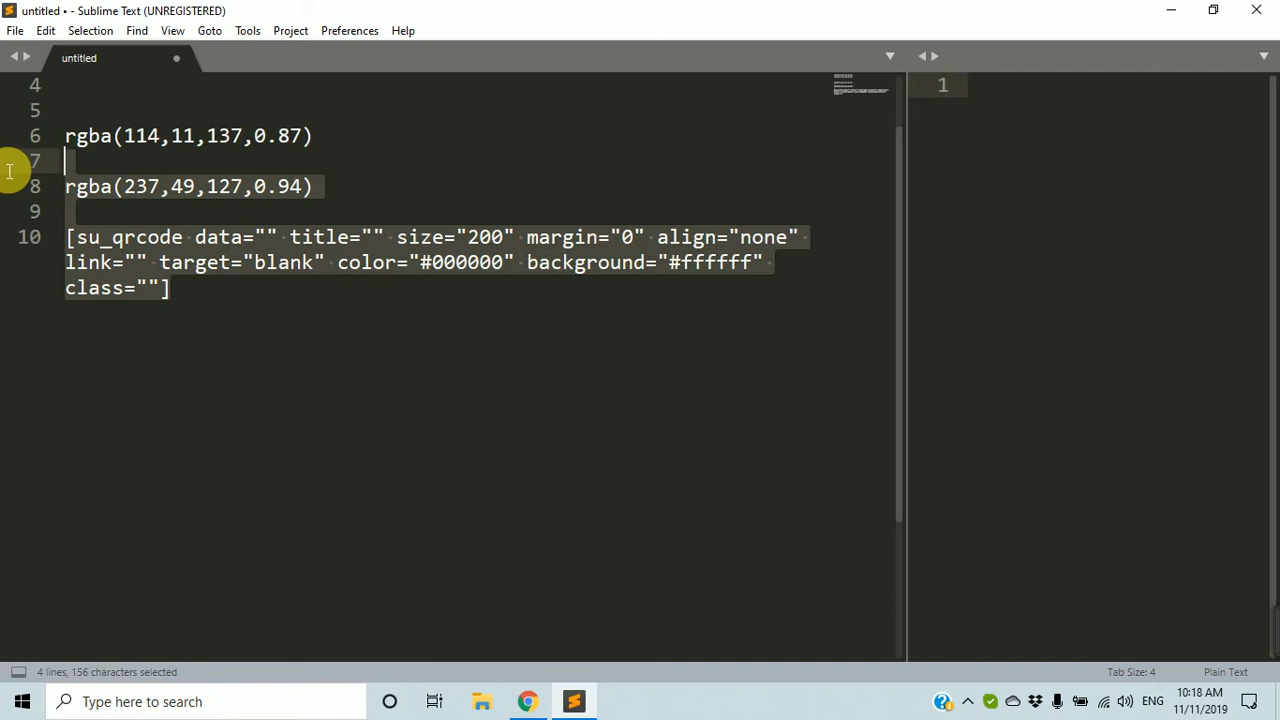 untitled • - Sublime Text (UNREGISTERED)
File Edit Selection Find View Goto Tools Project Preferences Help
untitled
4
5
6 rgba(114,11,137,0.87)
7
8 rgba(237,49,127,0.94)
9
10 [su_qrcode data="" title="" size="200" margin="0" align="none"
link="" target="blank" color="#000000" background="#ffffff"
class=""]
1
4 lines, 156 characters selected
Tab Size: 4 Plain Text
Type here to search
ENG
10:18 AM
11/11/2019